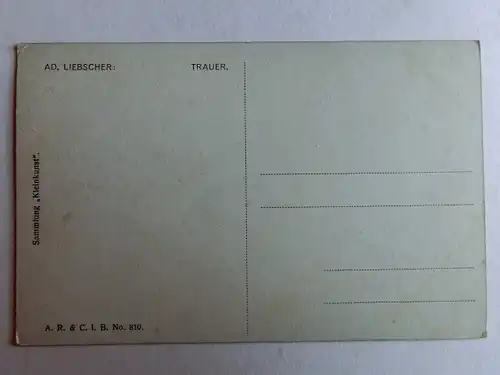 AD. LIEBSCHER: TRAUER.
Sammlung „Kleinkunst".
A. R. & C. i. B. No. 810.